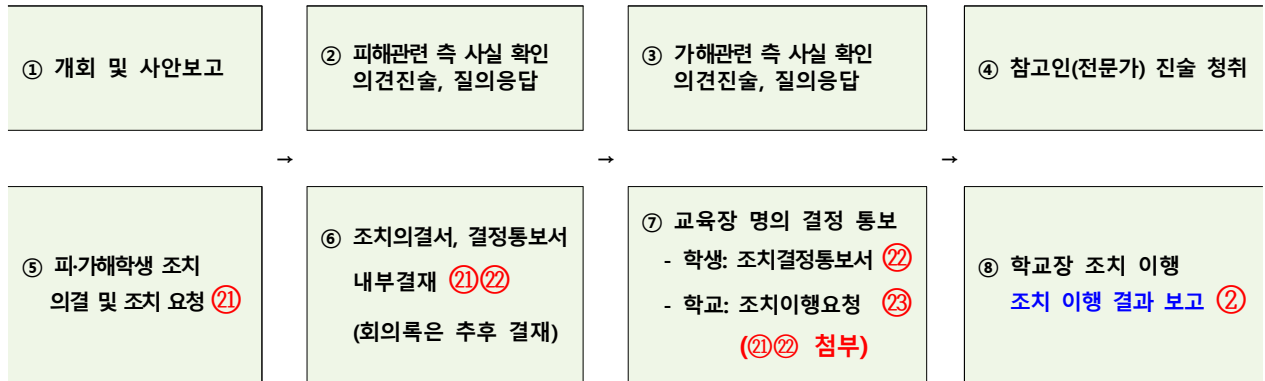 ① 개회 및 사안보고
② 피해관련 측 사실 확인
의견진술, 질의응답
③ 가해관련 측 사실 확인
의견진술, 질의응답
④ 참고인(전문가) 진술 청취
→ → →
⑤ 피·가해학생 조치
의결 및 조치 요청 ㉑
⑥ 조치의결서, 결정통보서
내부결재 ㉑㉒
(회의록은 추후 결재)
⑦ 교육장 명의 결정 통보
- 학생: 조치결정통보서 ㉒
- 학교: 조치이행요청 ㉓
(㉑㉒ 첨부)
⑧ 학교장 조치 이행
조치 이행 결과 보고 ②